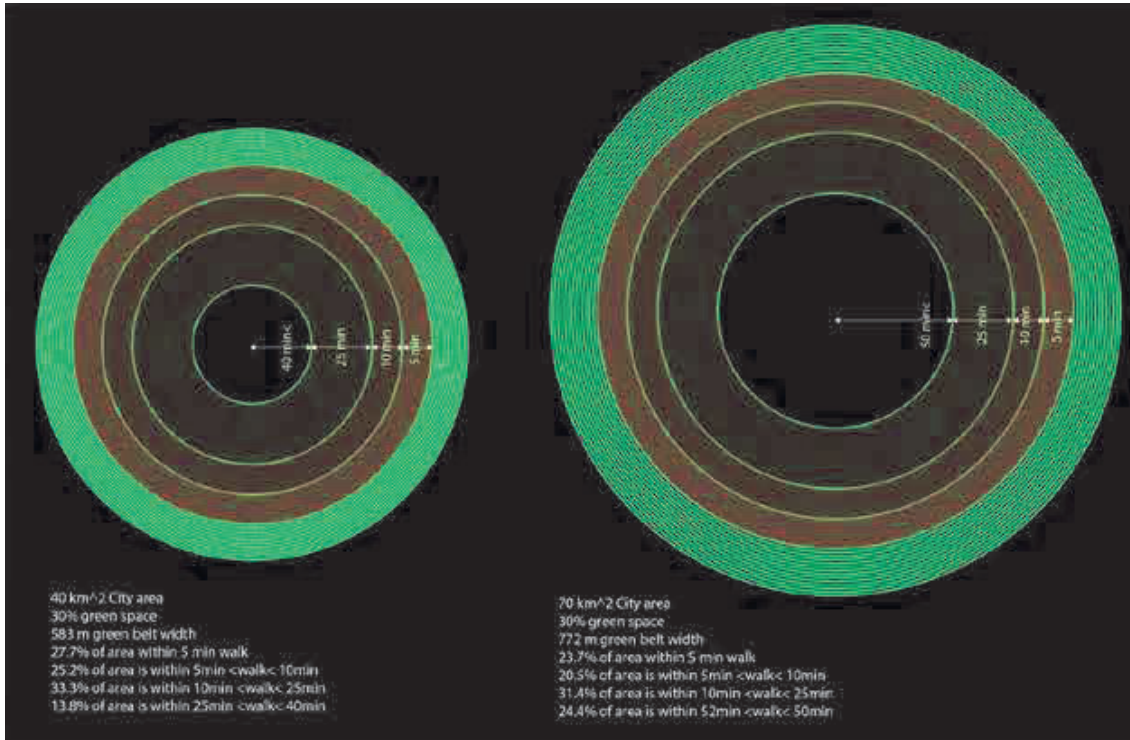 40 min<
25 min
10 min
5 min
50 min<
25 min
10 min
5 min
40 km^2 City area
30% green space
583 m green belt width
27.7% of area within 5 min walk
25.2% of area is within 5min <walk< 10min
33.3% of area is within 10min <walk< 25min
13.8% of area is within 25min <walk< 40min
70 km^2 City area
30% green space
772 m green belt width
23.7% of area within 5 min walk
20.5% of area is within 5min <walk< 10min
31.4% of area is within 10min <walk< 25min
24.4% of area is within 52min <walk< 50min